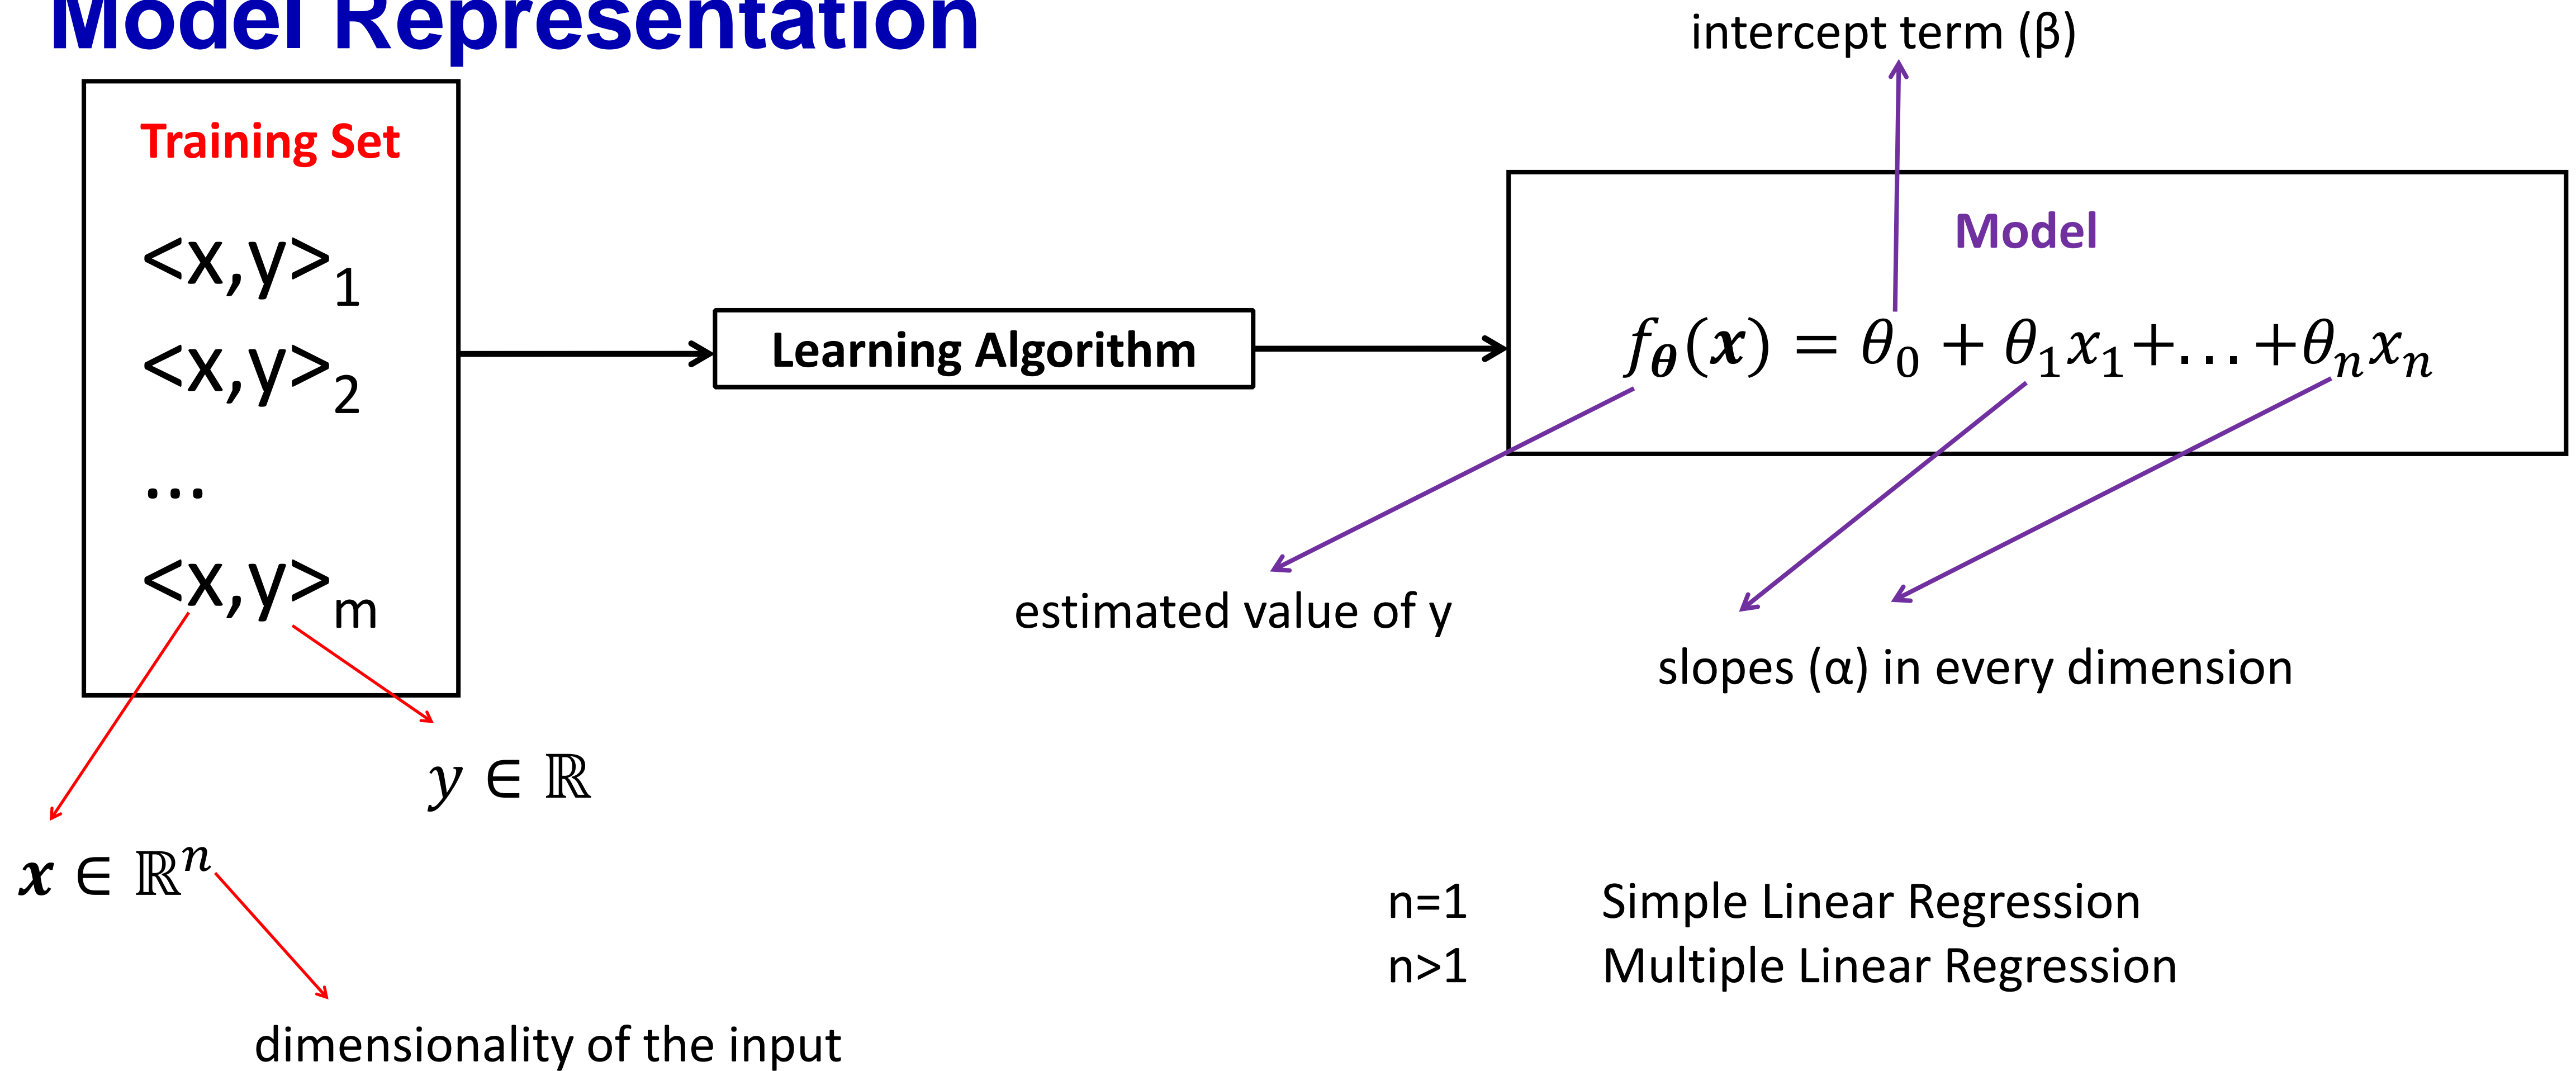 Model Representation
intercept term (β)
Training Set
<x,y>₁
<x,y>₂
...
<x,y>ₘ
Learning Algorithm
Model
f_θ(x) = θ₀ + θ₁x₁+...+θₙxₙ
estimated value of y
slopes (α) in every dimension
y ∈ ℝ
x ∈ ℝⁿ
dimensionality of the input
n=1 Simple Linear Regression
n>1 Multiple Linear Regression